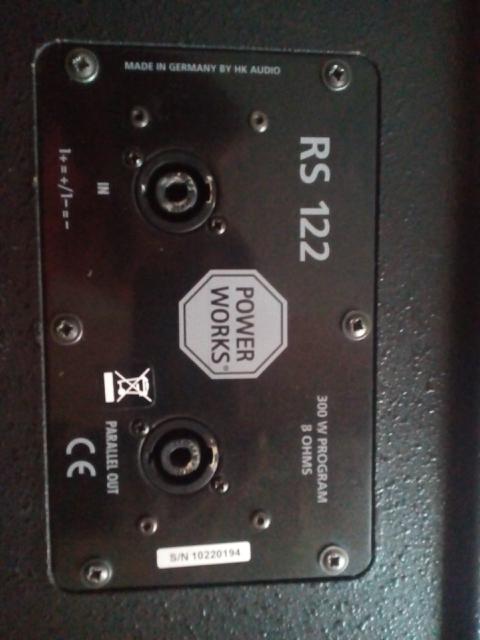 RS 122
300 W PROGRAM
8 OHMS
POWER
WORKS®
IN
1+ = +/1- = -
PARALLEL OUT
CE
MADE IN GERMANY BY HK AUDIO
S/N 10220194